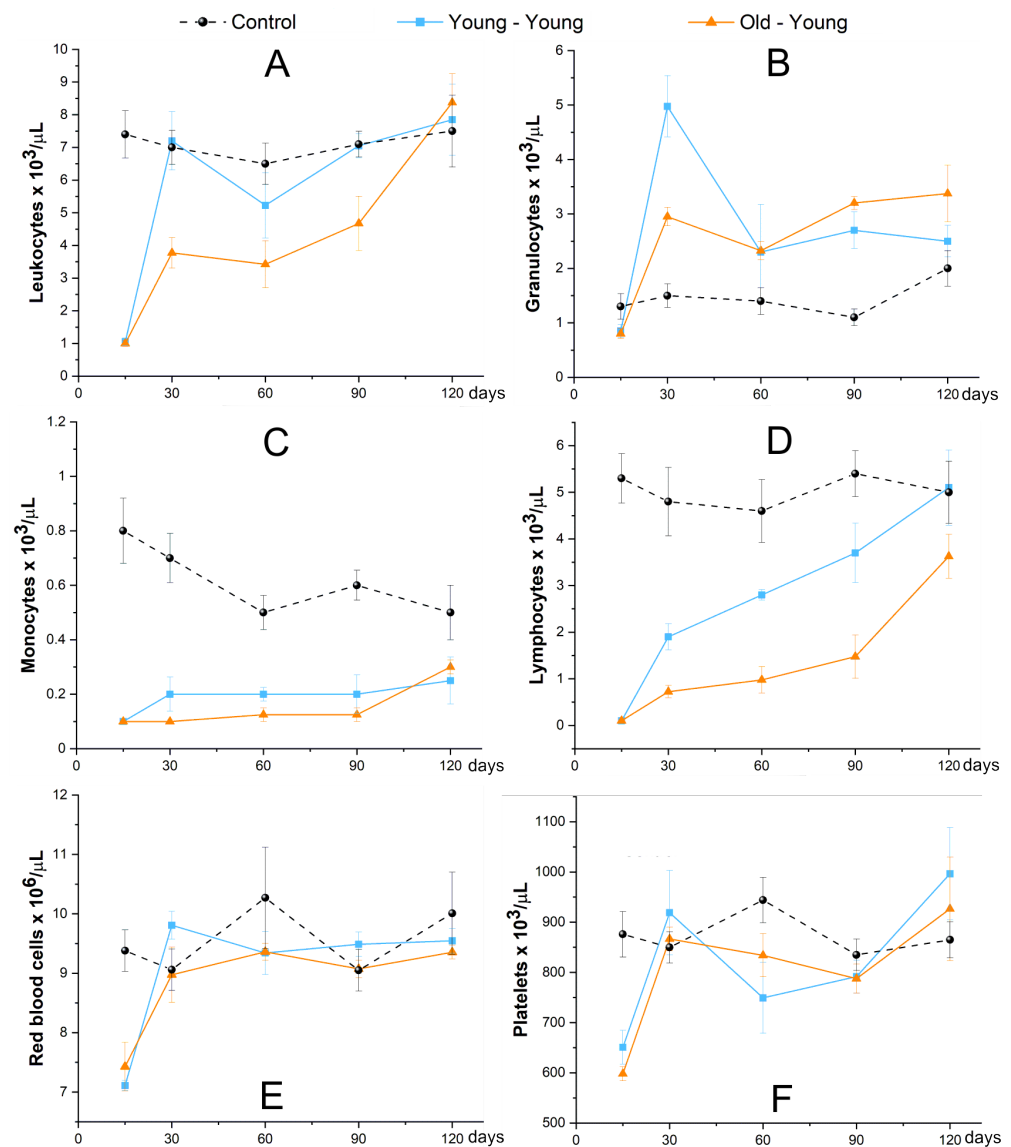 Control Young - Young Old - Young
A
Leukocytes x 10³/µL
10
9
8
7
6
5
4
3
2
1
0
0 30 60 90 120 days
B
Granulocytes x 10³/µL
6
5
4
3
2
1
0
0 30 60 90 120 days
C
Monocytes x 10³/µL
1.2
1
0.8
0.6
0.4
0.2
0
0 30 60 90 120 days
D
Lymphocytes x 10³/µL
6
5
4
3
2
1
0
0 30 60 90 120 days
E
Red blood cells x 10⁶/µL
12
11
10
9
8
7
0 30 60 90 120 days
F
Platelets x 10³/µL
1100
1000
900
800
700
600
500
0 30 60 90 120 days